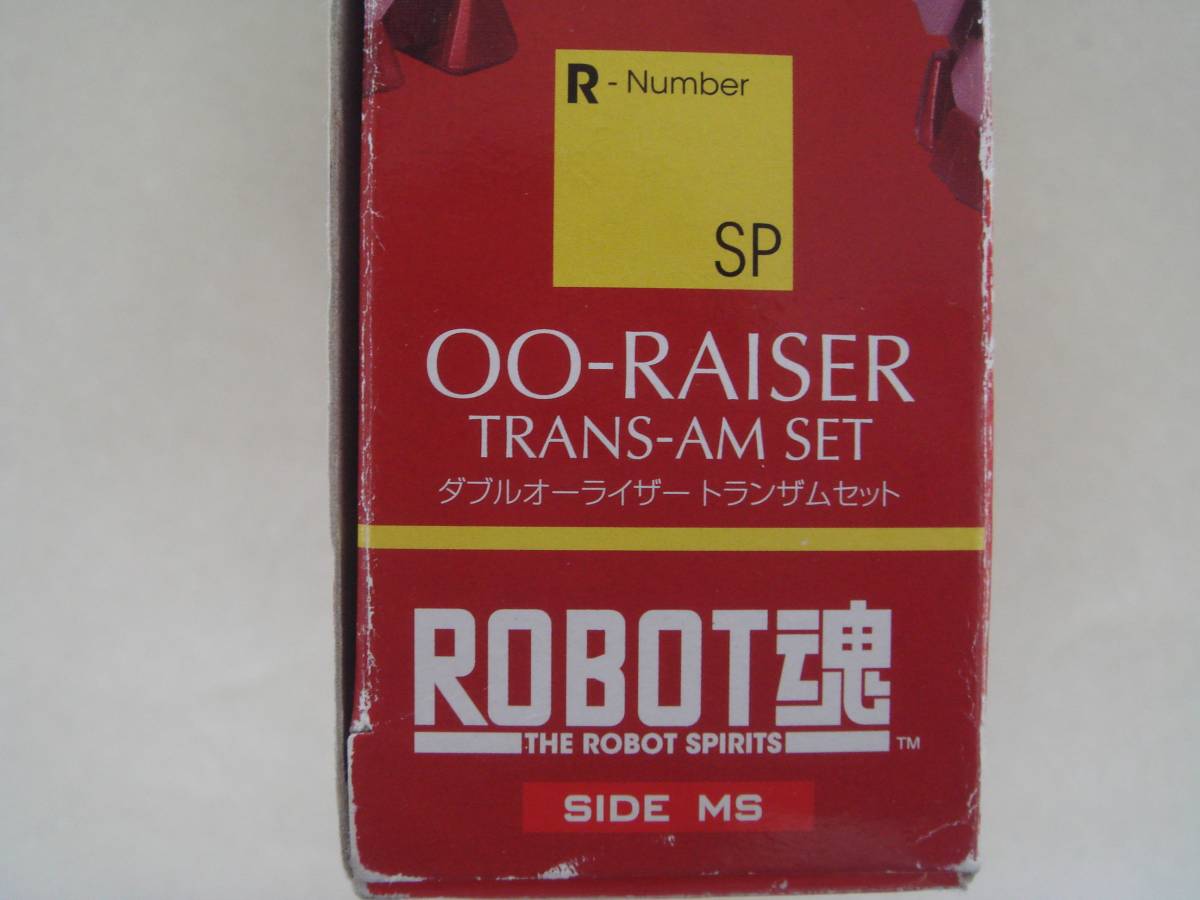 R - Number
SP
OO-RAISER
TRANS-AM SET
ダブルオーライザー トランザムセット
ROBOT魂
THE ROBOT SPIRITS
TM
SIDE MS